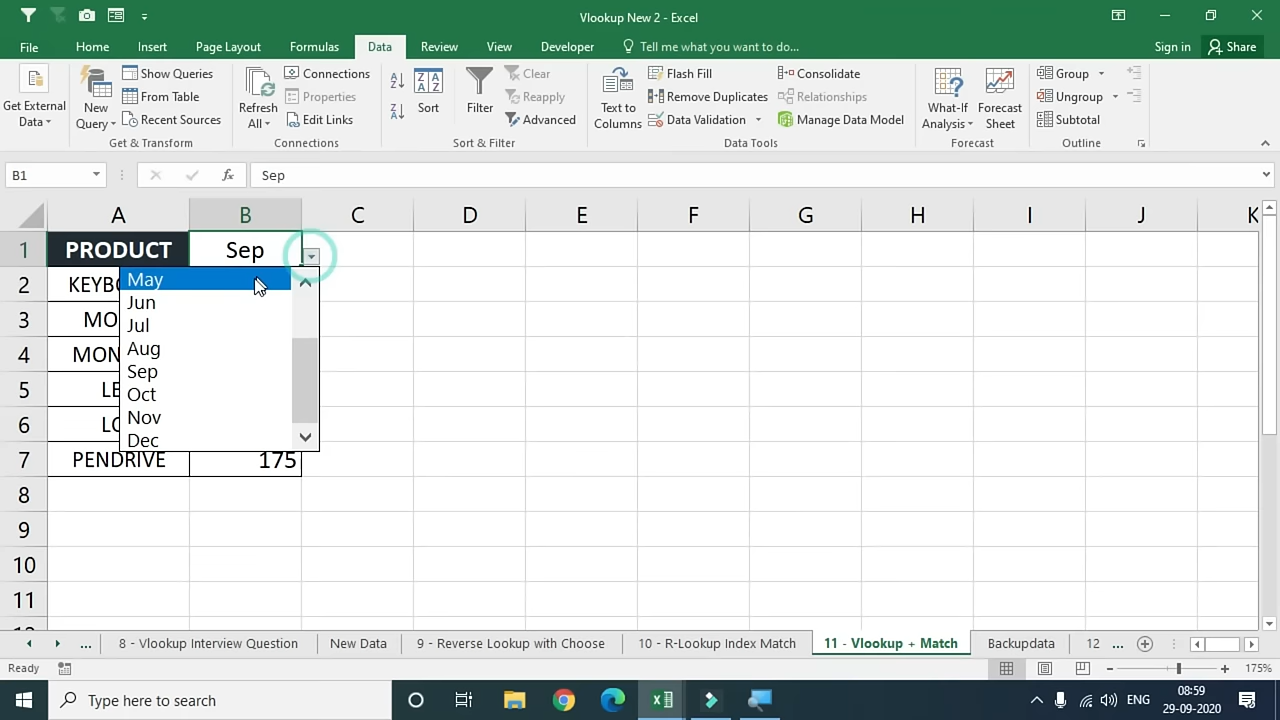 Vlookup New 2 - Excel
File Home Insert Page Layout Formulas Data Review View Developer Tell me what you want to do... Sign in Share
Get External Data
New Query
Show Queries
From Table
Recent Sources
Get & Transform
Refresh All
Connections
Properties
Edit Links
Connections
Sort
Filter
Clear
Reapply
Advanced
Sort & Filter
Text to Columns
Flash Fill
Remove Duplicates
Data Validation
Consolidate
Relationships
Manage Data Model
Data Tools
What-If Analysis
Forecast Sheet
Forecast
Group
Ungroup
Subtotal
Outline
B1 fx Sep
A B C D E F G H I J K
1 PRODUCT Sep
2 KEYBO
May
Jun
3 MO
Jul
4 MON
Aug
Sep
5 LE
Oct
6 LO
Nov
Dec
7 PENDRIVE 175
8
9
10
11
... 8 - Vlookup Interview Question New Data 9 - Reverse Lookup with Choose 10 - R-Lookup Index Match 11 - Vlookup + Match Backupdata 12 ...
Ready 175%
Type here to search ENG 08:59
29-09-2020